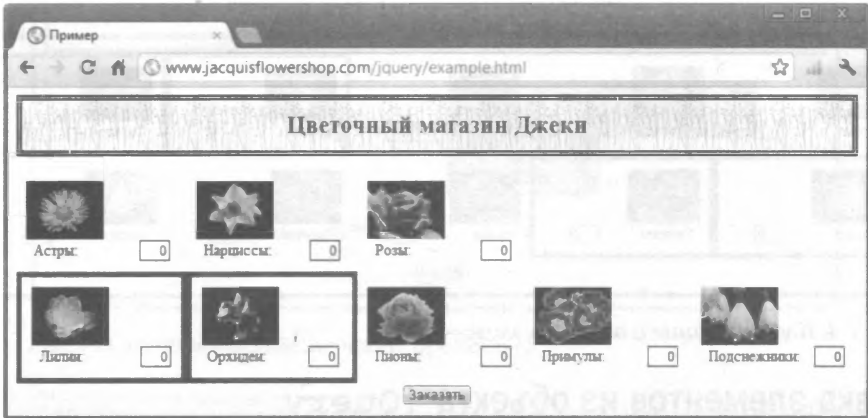 Пример
www.jacquisflowershop.com/jquery/example.html
Цветочный магазин Джеки
Астры: 0 Нарциссы: 0 Розы: 0
Лилии: 0 Орхидеи: 0 Пионы: 0 Примулы: 0 Подснежники: 0
Заказать